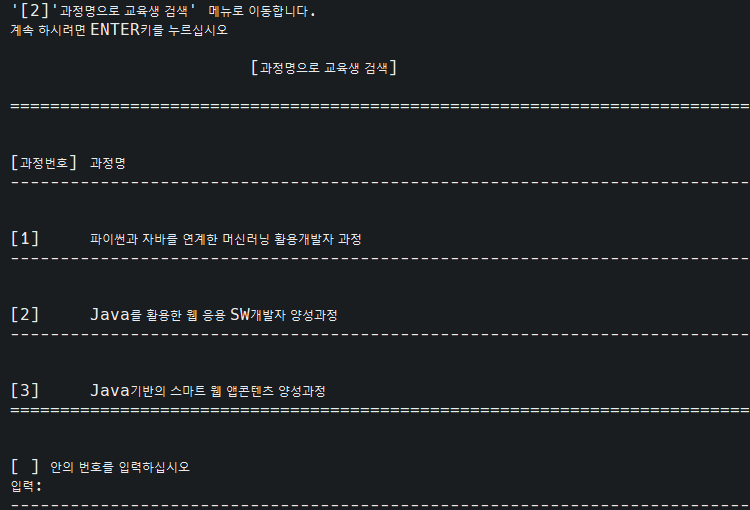 '[2]'과정명으로 교육생 검색' 메뉴로 이동합니다.
계속 하시려면 ENTER키를 누르십시오
[과정명으로 교육생 검색]
==========================================================================
[과정번호] 과정명
--------------------------------------------------------------------------
[1] 파이썬과 자바를 연계한 머신러닝 활용개발자 과정
--------------------------------------------------------------------------
[2] Java를 활용한 웹 응용 SW개발자 양성과정
--------------------------------------------------------------------------
[3] Java기반의 스마트 웹 앱콘텐츠 양성과정
==========================================================================
[ ] 안의 번호를 입력하십시오
입력:
--------------------------------------------------------------------------